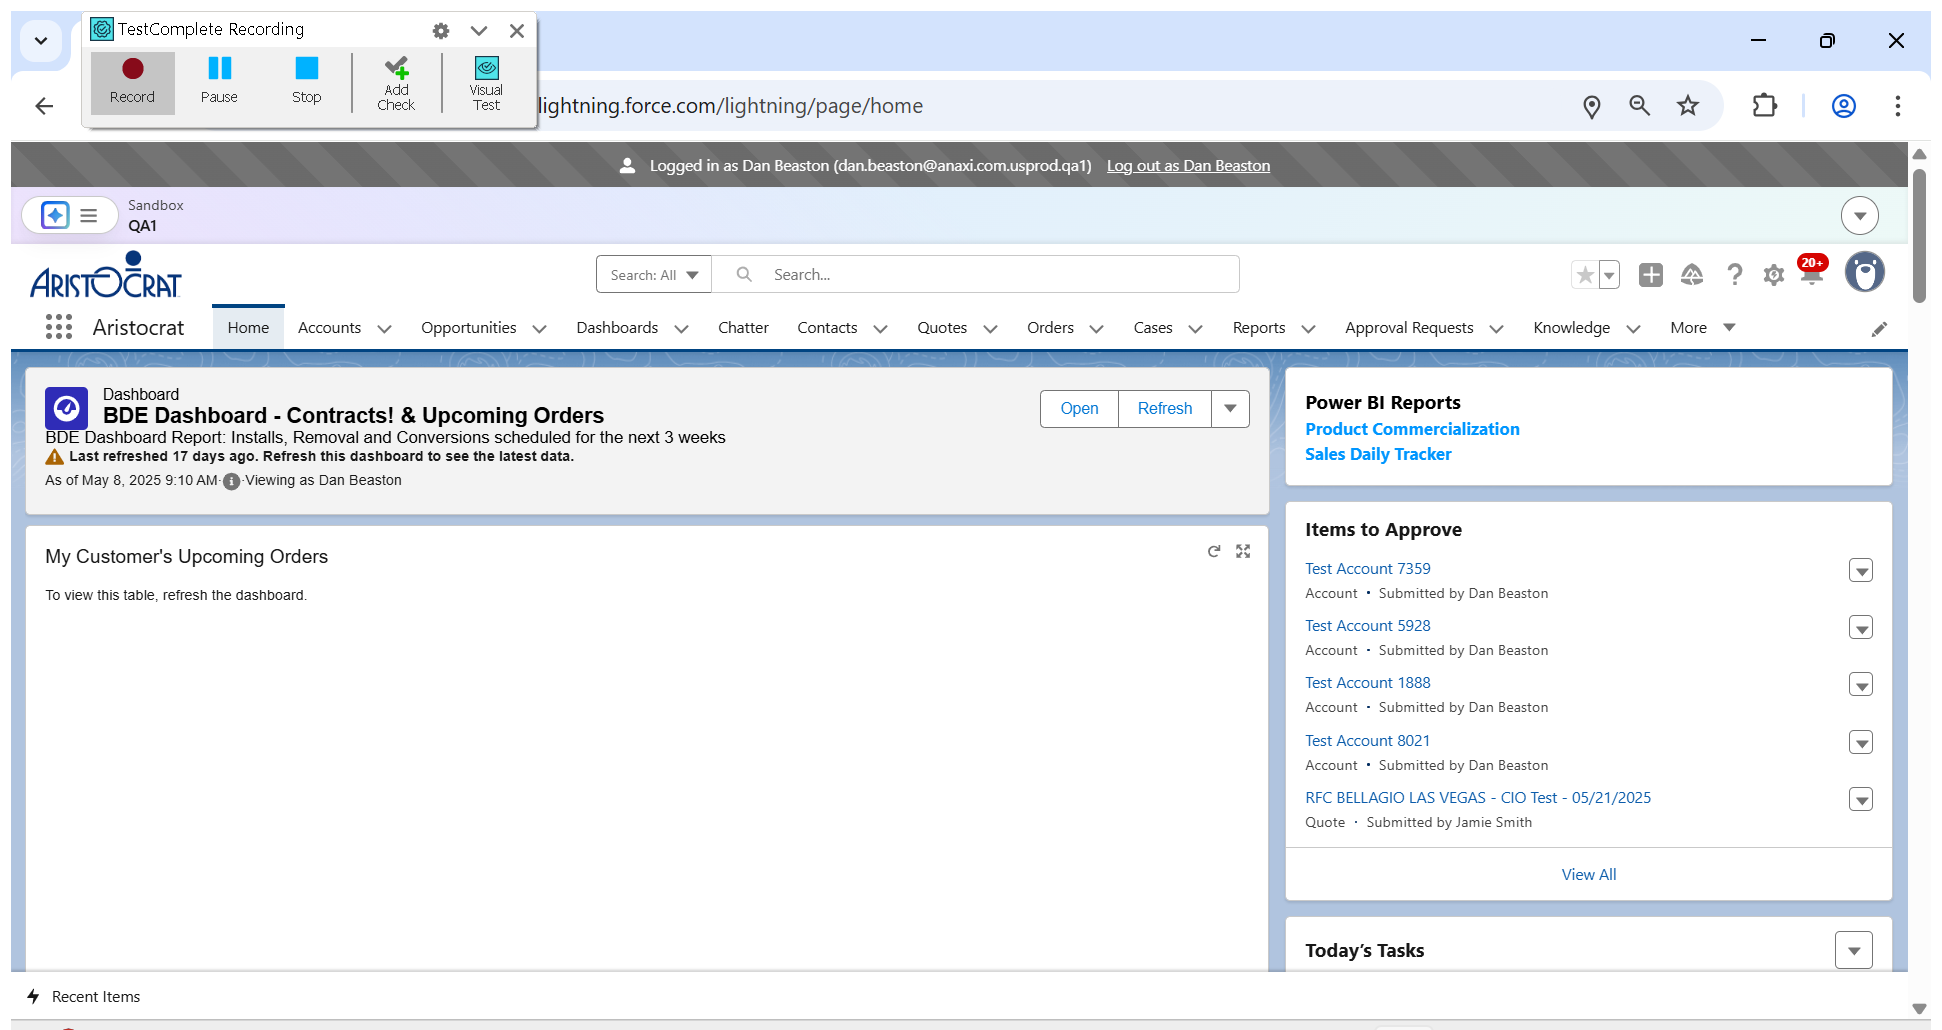 TestComplete Recording
Record
Pause
Stop
Add
Check
Visual
Test
lightning.force.com/lightning/page/home
Logged in as Dan Beaston (dan.beaston@anaxi.com.usprod.qa1) Log out as Dan Beaston
Sandbox
QA1
ARISTOCRAT
Search: All
Search...
20+
Aristocrat
Home
Accounts
Opportunities
Dashboards
Chatter
Contacts
Quotes
Orders
Cases
Reports
Approval Requests
Knowledge
More
Dashboard
BDE Dashboard - Contracts! & Upcoming Orders
BDE Dashboard Report: Installs, Removal and Conversions scheduled for the next 3 weeks
Last refreshed 17 days ago. Refresh this dashboard to see the latest data.
As of May 8, 2025 9:10 AM·Viewing as Dan Beaston
Open
Refresh
My Customer's Upcoming Orders
To view this table, refresh the dashboard.
Power BI Reports
Product Commercialization
Sales Daily Tracker
Items to Approve
Test Account 7359
Account • Submitted by Dan Beaston
Test Account 5928
Account • Submitted by Dan Beaston
Test Account 1888
Account • Submitted by Dan Beaston
Test Account 8021
Account • Submitted by Dan Beaston
RFC BELLAGIO LAS VEGAS - CIO Test - 05/21/2025
Quote • Submitted by Jamie Smith
View All
Today’s Tasks
Recent Items